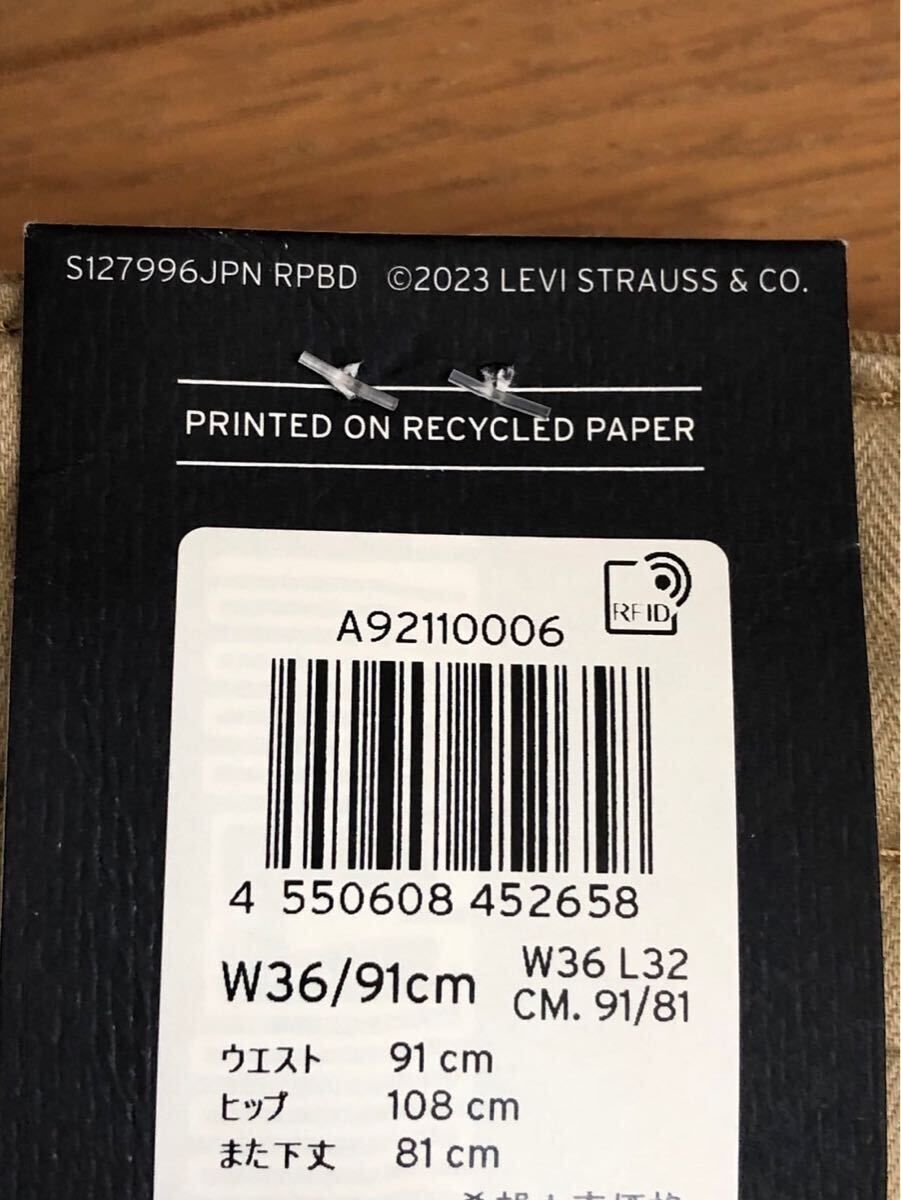 S127996JPN RPBD ©2023 LEVI STRAUSS & CO.
PRINTED ON RECYCLED PAPER
RFID
A92110006
4 550608 452658
W36/91cm
W36 L32
CM. 91/81
ウエスト 91 cm
ヒップ 108 cm
また下丈 81 cm